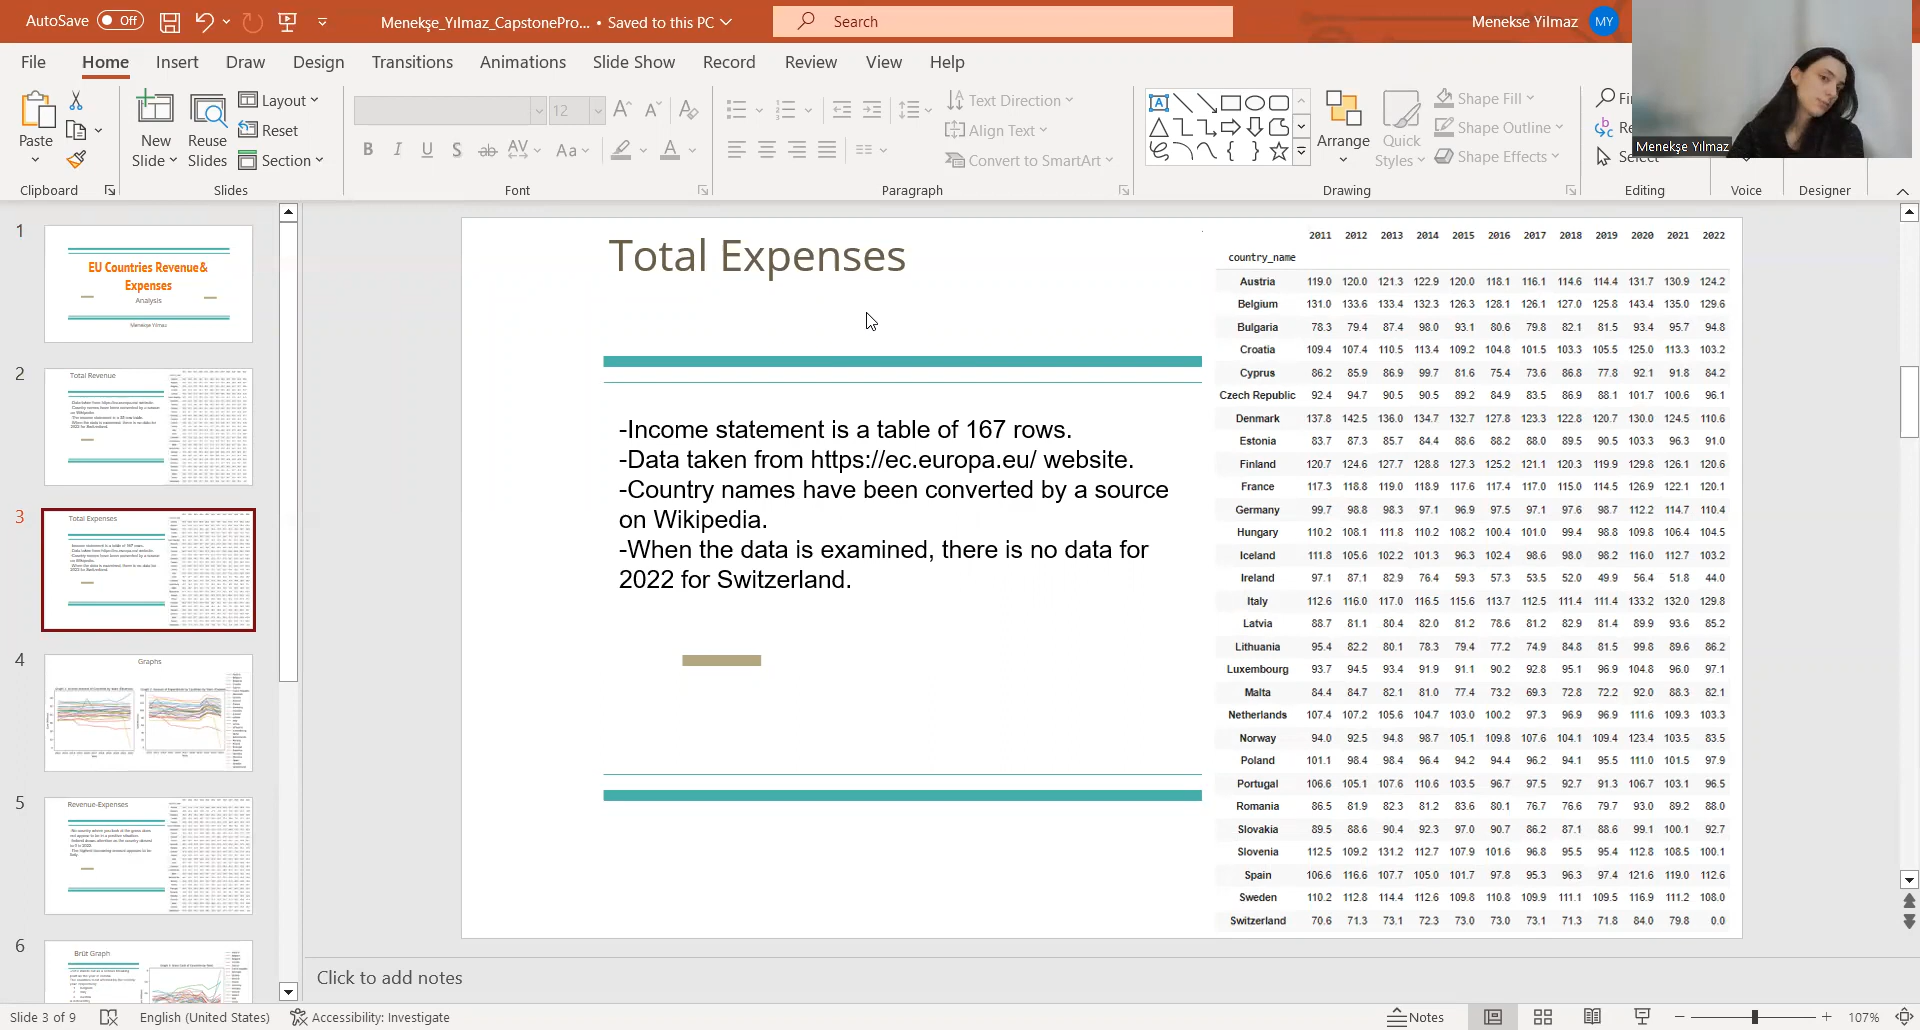 AutoSave Off Menekşe_Yılmaz_CapstonePro... • Saved to this PC Search Menekse Yilmaz MY
File Home Insert Draw Design Transitions Animations Slide Show Record Review View Help
Paste New Slide Reuse Slides Layout Reset Section 12 Text Direction Align Text Convert to SmartArt Arrange Quick Styles Shape Fill Shape Outline Shape Effects Select
Menekşe Yılmaz
Clipboard Slides Font Paragraph Drawing Editing Voice Designer
1
EU Countries Revenue&
Expenses
Analysis
Menekşe Yılmaz
2
Total Revenue
3
Total Expenses
4
Graphs
5
Revenue-Expenses
6
Brüt Graph
Total Expenses
-Income statement is a table of 167 rows.
-Data taken from https://ec.europa.eu/ website.
-Country names have been converted by a source
on Wikipedia.
-When the data is examined, there is no data for
2022 for Switzerland.
2011 2012 2013 2014 2015 2016 2017 2018 2019 2020 2021 2022
country_name
Austria 119.0 120.0 121.3 122.9 120.0 118.1 116.1 114.6 114.4 131.7 130.9 124.2
Belgium 131.0 133.6 133.4 132.3 126.3 128.1 126.1 127.0 125.8 143.4 135.0 129.6
Bulgaria 78.3 79.4 87.4 98.0 93.1 80.6 79.8 82.1 81.5 93.4 95.7 94.8
Croatia 109.4 107.4 110.5 113.4 109.2 104.8 101.5 103.3 105.5 125.0 113.3 103.2
Cyprus 86.2 85.9 86.9 99.7 81.6 75.4 73.6 86.8 77.8 92.1 91.8 84.2
Czech Republic 92.4 94.7 90.5 90.5 89.2 84.9 83.5 86.9 88.1 101.7 100.6 96.1
Denmark 137.8 142.5 136.0 134.7 132.7 127.8 123.3 122.8 120.7 130.0 124.5 110.6
Estonia 83.7 87.3 85.7 84.4 88.6 88.2 88.0 89.5 90.5 103.3 96.3 91.0
Finland 120.7 124.6 127.7 128.8 127.3 125.2 121.1 120.3 119.9 129.8 126.1 120.6
France 117.3 118.8 119.0 118.9 117.6 117.4 117.0 115.0 114.5 126.9 122.1 120.1
Germany 99.7 98.8 98.3 97.1 96.9 97.5 97.1 97.6 98.7 112.2 114.7 110.4
Hungary 110.2 108.1 111.8 110.2 108.2 100.4 101.0 99.4 98.8 109.8 106.4 104.5
Iceland 111.8 105.6 102.2 101.3 96.3 102.4 98.6 98.0 98.2 116.0 112.7 103.2
Ireland 97.1 87.1 82.9 76.4 59.3 57.3 53.5 52.0 49.9 56.4 51.8 44.0
Italy 112.6 116.0 117.0 116.5 115.6 113.7 112.5 111.4 111.4 133.2 132.0 129.8
Latvia 88.7 81.1 80.4 82.0 81.2 78.6 81.2 82.9 81.4 89.9 93.6 85.2
Lithuania 95.4 82.2 80.1 78.3 79.4 77.2 74.9 84.8 81.5 99.8 89.6 86.2
Luxembourg 93.7 94.5 93.4 91.9 91.1 90.2 92.8 95.1 96.9 104.8 96.0 97.1
Malta 84.4 84.7 82.1 81.0 77.4 73.2 69.3 72.8 72.2 92.0 88.3 82.1
Netherlands 107.4 107.2 105.6 104.7 103.0 100.2 97.3 96.9 96.9 111.6 109.3 103.3
Norway 94.0 92.5 94.8 98.7 105.1 109.8 107.6 104.1 109.4 123.4 103.5 83.5
Poland 101.1 98.4 98.4 96.4 94.2 94.4 96.2 94.1 95.5 111.0 101.5 97.9
Portugal 106.6 105.1 107.6 110.6 103.5 96.7 97.5 92.7 91.3 106.7 103.1 96.5
Romania 86.5 81.9 82.3 81.2 83.6 80.1 76.7 76.6 79.7 93.0 89.2 88.0
Slovakia 89.5 88.6 90.4 92.3 97.0 90.7 86.2 87.1 88.6 99.1 100.1 92.7
Slovenia 112.5 109.2 131.2 112.7 107.9 101.6 96.8 95.5 95.4 112.8 108.5 100.1
Spain 106.6 116.6 107.7 105.0 101.7 97.8 95.3 96.3 97.4 121.6 119.0 112.6
Sweden 110.2 112.8 114.4 112.6 109.8 110.8 109.9 111.1 109.5 116.9 111.2 108.0
Switzerland 70.6 71.3 73.1 72.3 73.0 73.0 73.1 71.3 71.8 84.0 79.8 0.0
Click to add notes
Slide 3 of 9 English (United States) Accessibility: Investigate Notes 107%